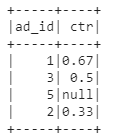 +-----+----+
|ad_id| ctr|
+-----+----+
|    1|0.67|
|    3| 0.5|
|    5|null|
|    2|0.33|
+-----+----+